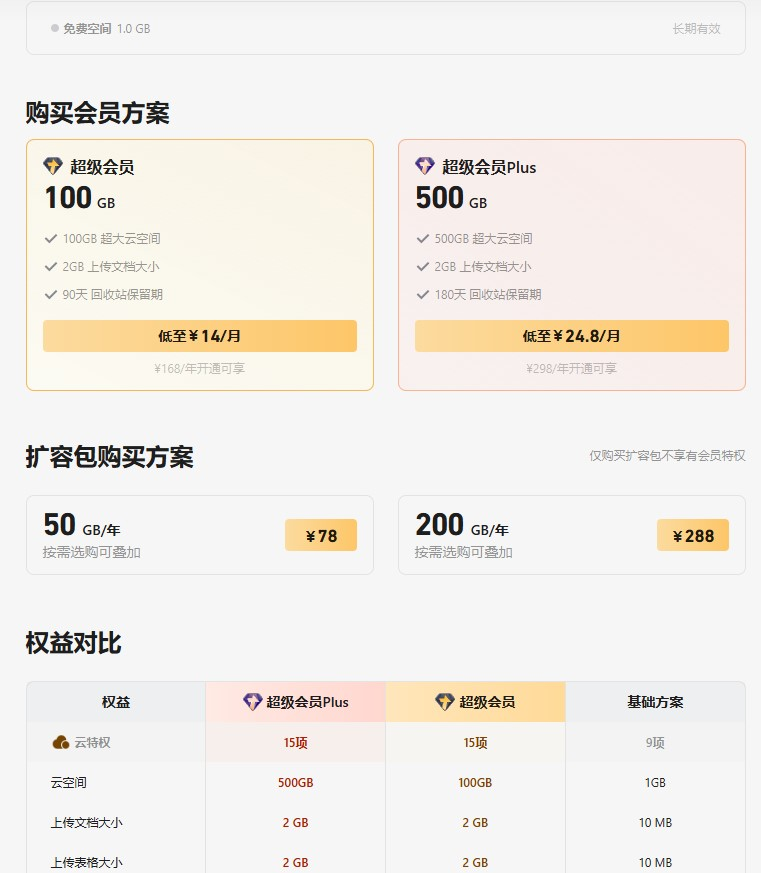 免费空间 1.0 GB 长期有效
购买会员方案
超级会员
100 GB
100GB 超大云空间
2GB 上传文档大小
90天 回收站保留期
低至¥14/月
¥168/年开通可享
超级会员Plus
500 GB
500GB 超大云空间
2GB 上传文档大小
180天 回收站保留期
低至¥24.8/月
¥298/年开通可享
扩容包购买方案 仅购买扩容包不享有会员特权
50 GB/年
按需选购可叠加
¥78
200 GB/年
按需选购可叠加
¥288
权益对比
权益 超级会员Plus 超级会员 基础方案
云特权 15项 15项 9项
云空间 500GB 100GB 1GB
上传文档大小 2 GB 2 GB 10 MB
上传表格大小 2 GB 2 GB 10 MB